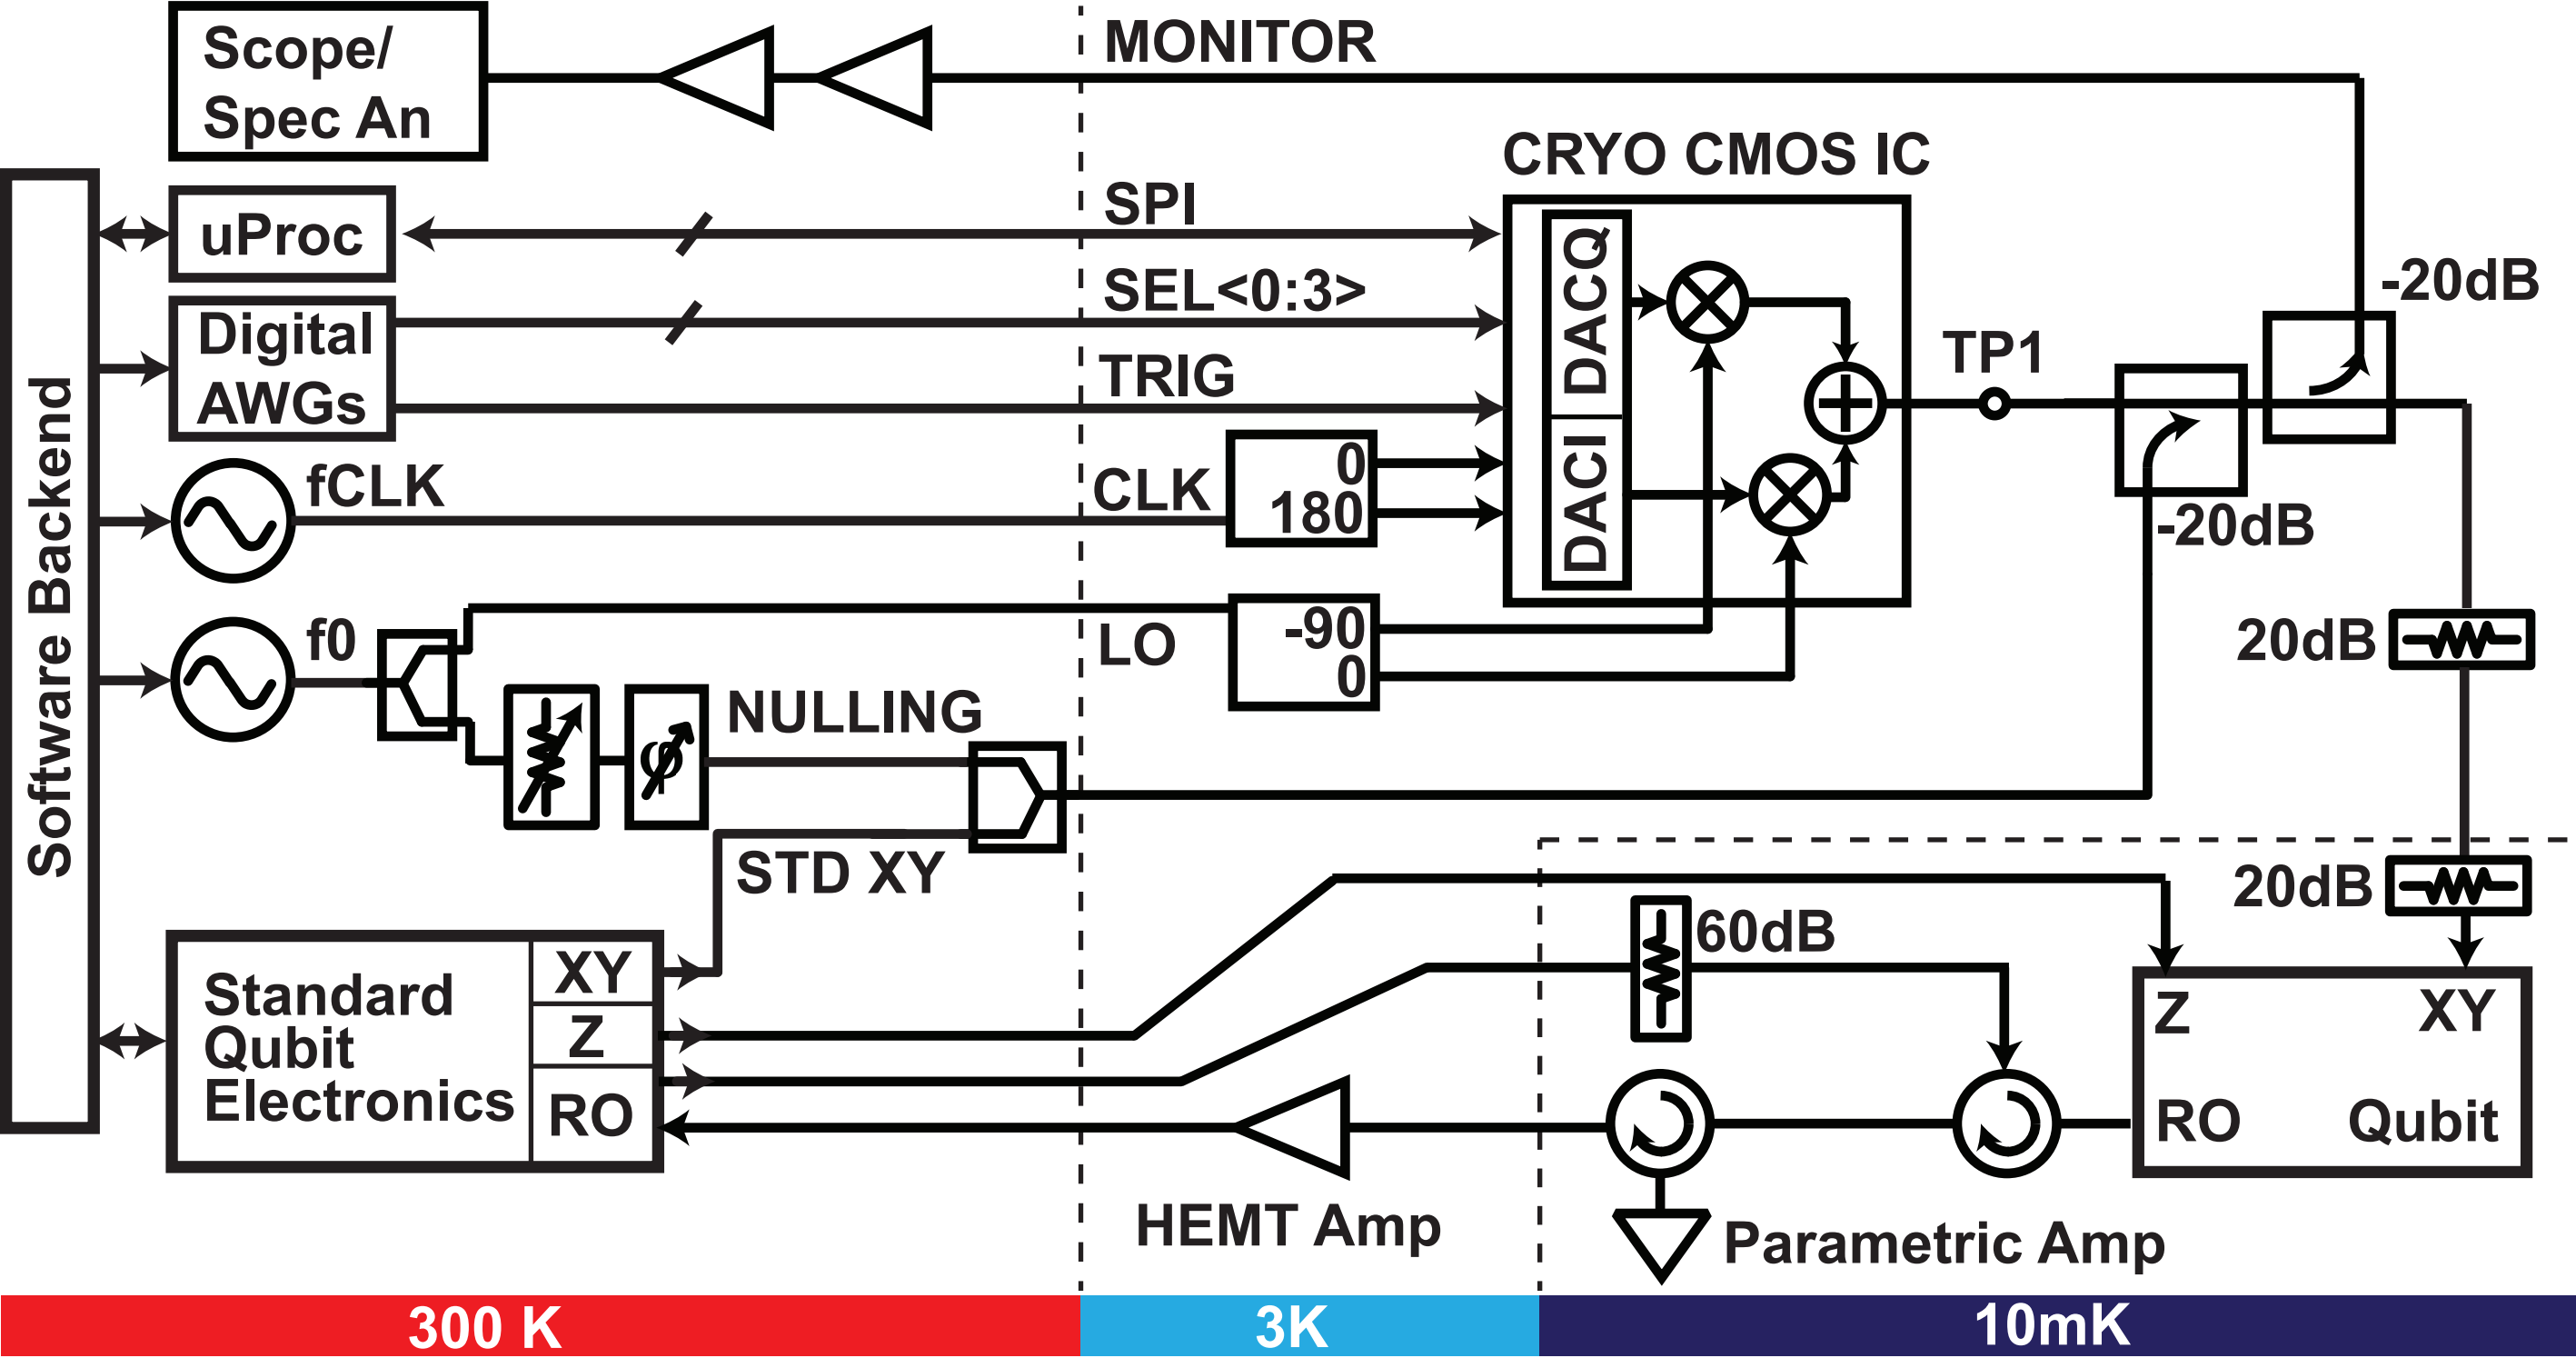 Scope/
Spec An
MONITOR
CRYO CMOS IC
SPI
uProc
SEL<0:3>
Digital
AWGs
TRIG
DACQ
DACI
TP1
-20dB
-20dB
Software Backend
fCLK
CLK
0
180
f0
LO
-90
0
20dB
NULLING
STD XY
20dB
60dB
Standard
Qubit
Electronics
XY
Z
RO
Z
XY
RO
Qubit
HEMT Amp
φ
Parametric Amp
300 K
3K
10mK